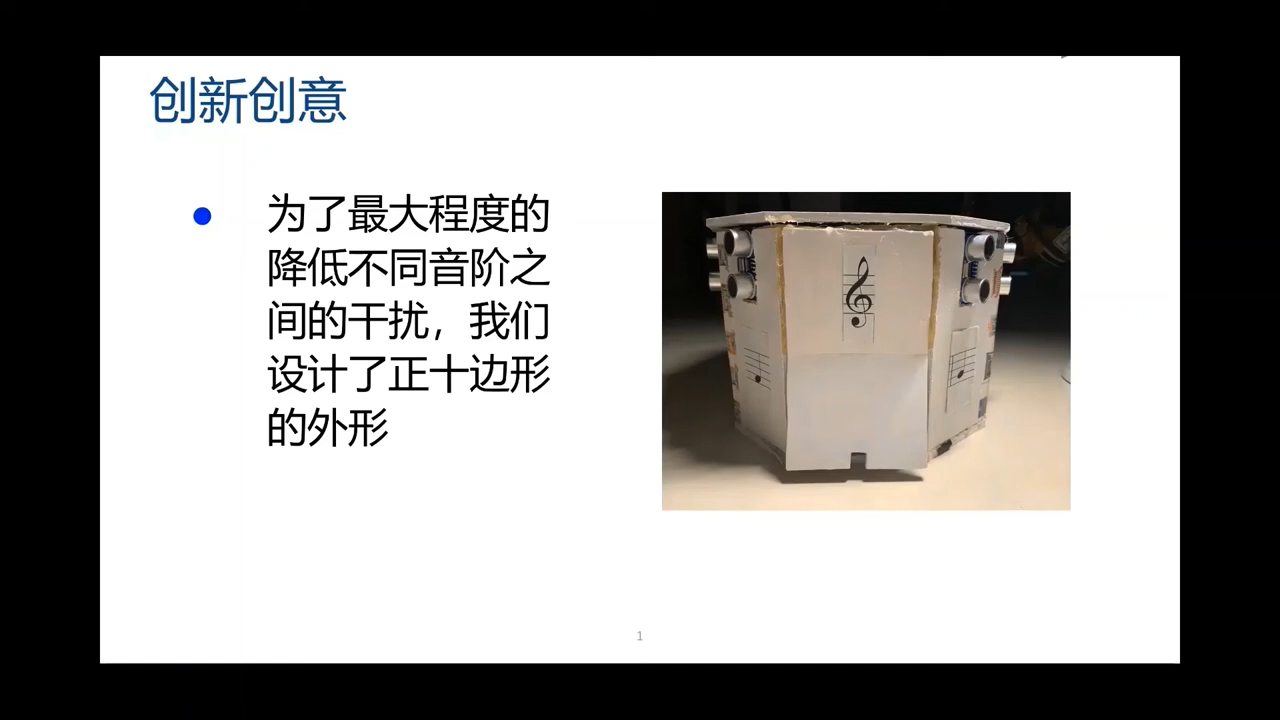 创新创意
为了最大程度的
降低不同音阶之
间的干扰，我们
设计了正十边形
的外形
1